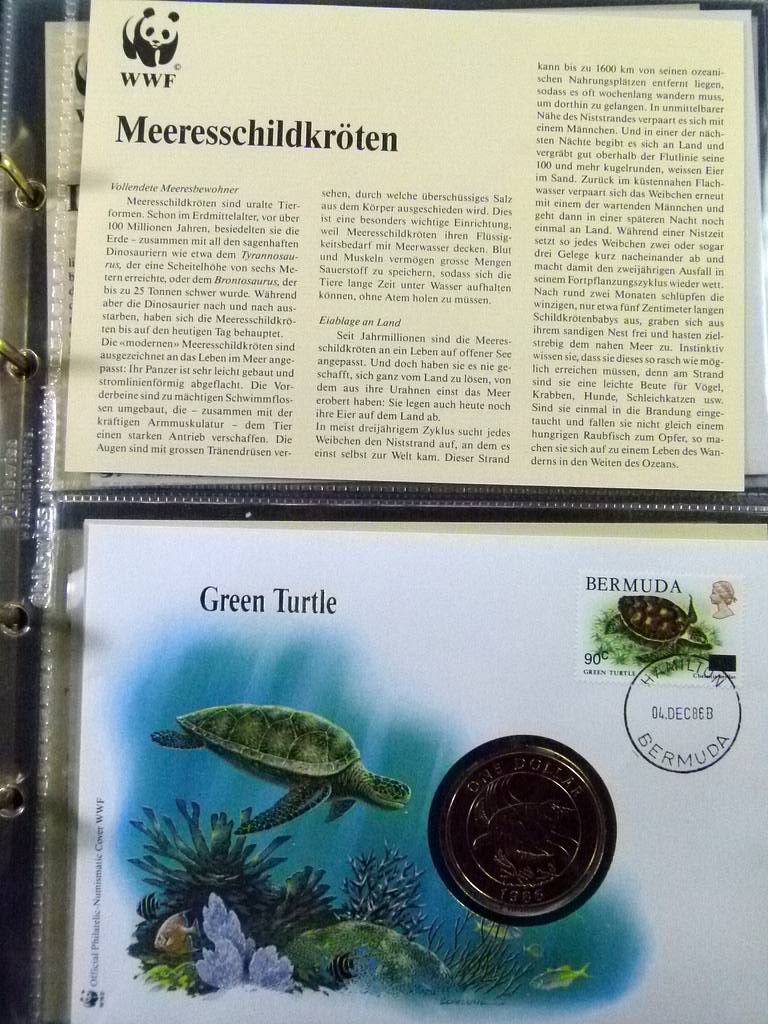 WWF
Meeresschildkröten
Vollendete Meeresbewohner
Meeresschildkröten sind uralte Tier-
formen. Schon im Erdmittelalter, vor über
100 Millionen Jahren, besiedelten sie die
Erde – zusammen mit all den sagenhaften
Dinosauriern wie etwa dem Tyrannosau-
rus, der eine Scheitelhöhe von sechs Me-
tern erreichte, oder dem Brontosaurus, der
bis zu 25 Tonnen schwer wurde. Während
aber die Dinosaurier nach und nach aus-
starben, haben sich die Meeresschildkrö-
ten bis auf den heutigen Tag behauptet.
Die «modernen» Meeresschildkröten sind
ausgezeichnet an das Leben im Meer ange-
passt: Ihr Panzer ist sehr leicht gebaut und
stromlinienförmig abgeflacht. Die Vor-
derbeine sind zu mächtigen Schwimmflos-
sen umgebaut, die – zusammen mit der
kräftigen Armmuskulatur – dem Tier
einen starken Antrieb verschaffen. Die
Augen sind mit grossen Tränendrüsen ver-
sehen, durch welche überschüssiges Salz
aus dem Körper ausgeschieden wird. Dies
ist eine besonders wichtige Einrichtung,
weil Meeresschildkröten ihren Flüssig-
keitsbedarf mit Meerwasser decken. Blut
und Muskeln vermögen grosse Mengen
Sauerstoff zu speichern, sodass sich die
Tiere lange Zeit unter Wasser aufhalten
können, ohne Atem holen zu müssen.
Eiablage an Land
Seit Jahrmillionen sind die Meeres-
schildkröten an ein Leben auf offener See
angepasst. Und doch haben sie es nie ge-
schafft, sich ganz vom Land zu lösen, von
dem aus ihre Urahnen einst das Meer
erobert haben: Sie legen auch heute noch
ihre Eier auf dem Land ab.
In meist dreijährigem Zyklus sucht jedes
Weibchen den Niststrand auf, an dem es
einst selbst zur Welt kam. Dieser Strand
kann bis zu 1600 km von seinen ozeani-
schen Nahrungsplätzen entfernt liegen,
sodass es oft wochenlang wandern muss,
um dorthin zu gelangen. In unmittelbarer
Nähe des Niststrandes verpaart es sich mit
einem Männchen. Und in einer der näch-
sten Nächte begibt es sich an Land und
vergräbt gut oberhalb der Flutlinie seine
100 und mehr kugelrunden, weissen Eier
im Sand. Zurück im küstennahen Flach-
wasser verpaart sich das Weibchen erneut
mit einem der wartenden Männchen und
geht dann in einer späteren Nacht noch
einmal an Land. Während einer Nistzeit
setzt so jedes Weibchen zwei oder sogar
drei Gelege kurz nacheinander ab und
macht damit den zweijährigen Ausfall in
seinem Fortpflanzungszyklus wieder wett.
Nach rund zwei Monaten schlüpfen die
winzigen, nur etwa fünf Zentimeter langen
Schildkrötenbabys aus, graben sich aus
ihrem sandigen Nest frei und hasten ziel-
strebig dem nahen Meer zu. Instinktiv
wissen sie, dass sie dieses so rasch wie mög-
lich erreichen müssen, denn am Strand
sind sie eine leichte Beute für Vögel,
Krabben, Hunde, Schleichkatzen usw.
Sind sie einmal in die Brandung einge-
taucht und fallen sie nicht gleich einem
hungrigen Raubfisch zum Opfer, so ma-
chen sie sich auf zu einem Leben des Wan-
derns in den Weiten des Ozeans.
Green Turtle
BERMUDA
90c
GREEN TURTLE
HAMILTON
04.DEC86B
BERMUDA
ONE DOLLAR
1986
Official Philatelic-Numismatic Cover WWF